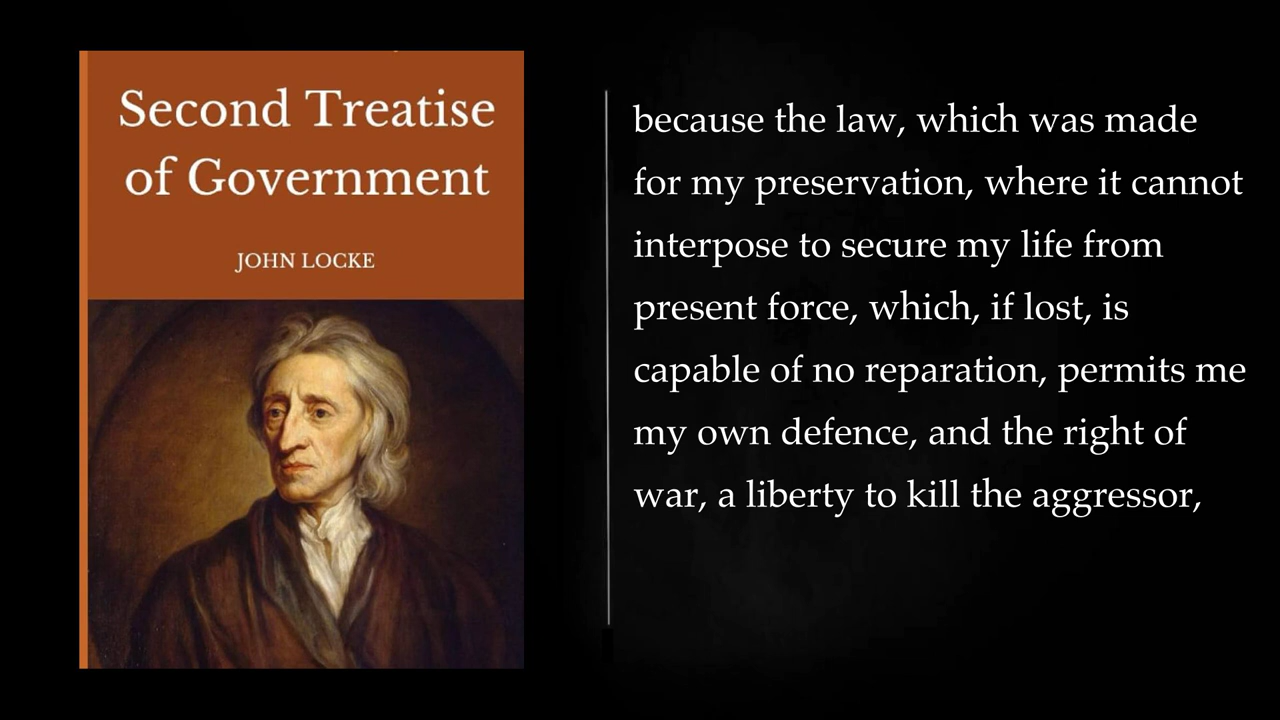 Second Treatise
of Government
JOHN LOCKE
because the law, which was made
for my preservation, where it cannot
interpose to secure my life from
present force, which, if lost, is
capable of no reparation, permits me
my own defence, and the right of
war, a liberty to kill the aggressor,